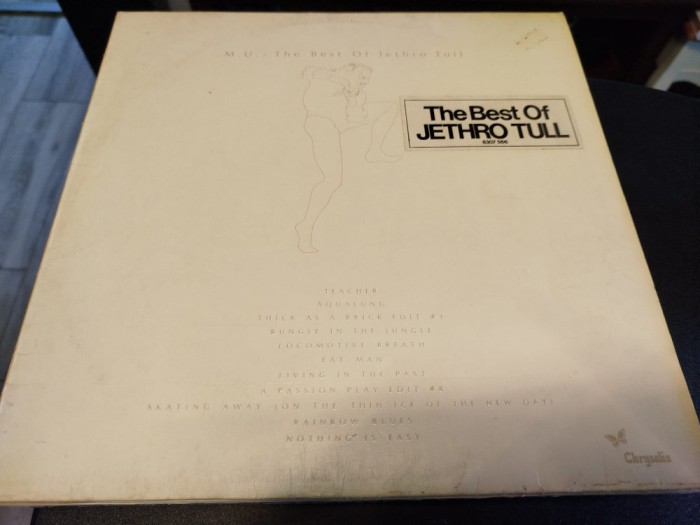 M.U. - The Best Of Jethro Tull
The Best Of
JETHRO TULL
6307 566
TEACHER
AQUALUNG
THICK AS A BRICK EDIT #1
BUNGLE IN THE JUNGLE
LOCOMOTIVE BREATH
FAT MAN
LIVING IN THE PAST
A PASSION PLAY EDIT #8
SKATING AWAY (ON THE THIN ICE OF THE NEW DAY)
RAINBOW BLUES
NOTHING IS EASY
Chrysalis